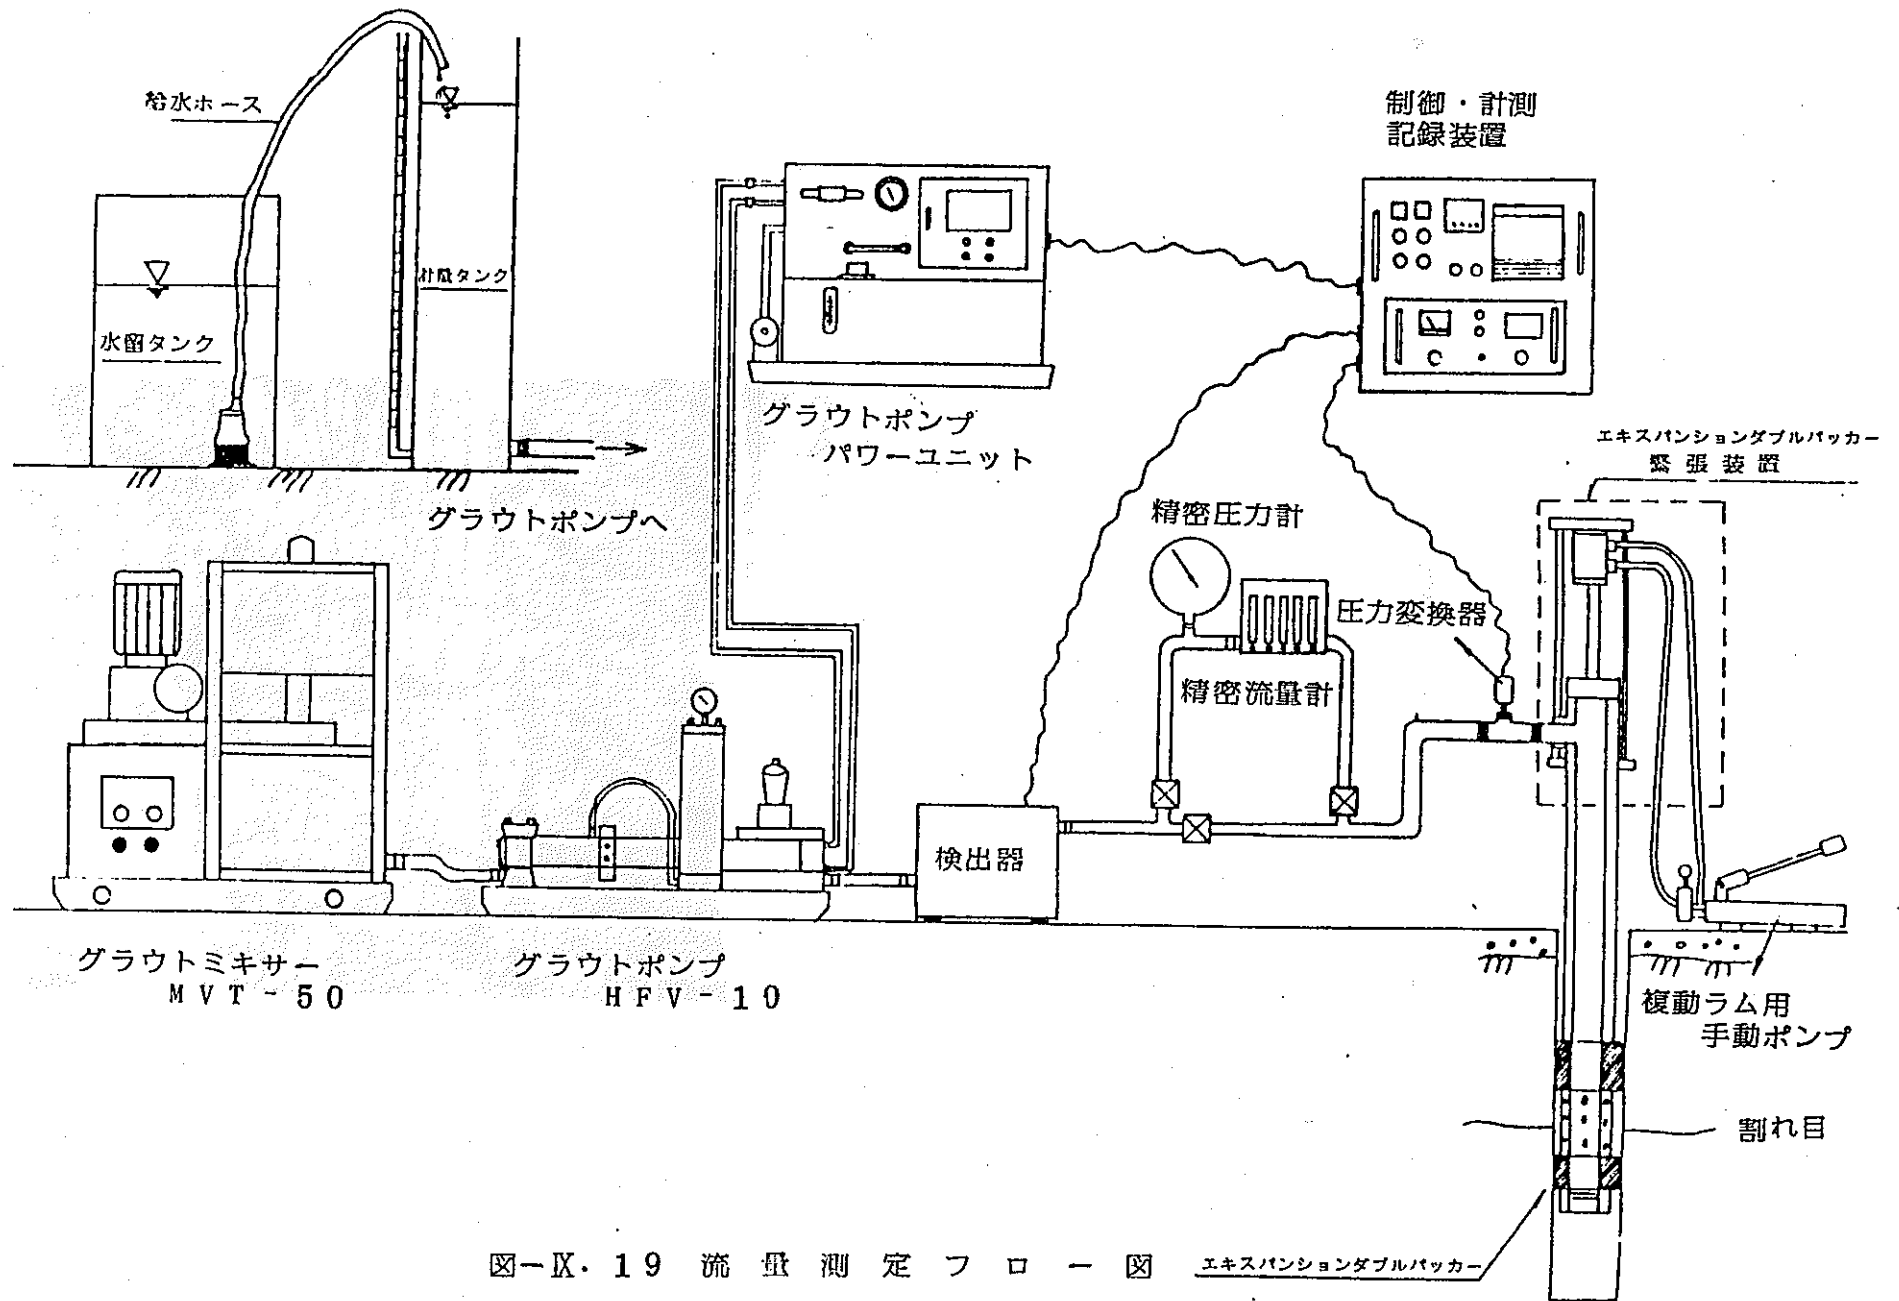 給水ホース
水留タンク
計量タンク
グラウトポンプへ
グラウトポンプ
パワーユニット
制御・計測
記録装置
エキスパンションダブルパッカー
緊張装置
精密圧力計
圧力変換器
精密流量計
検出器
グラウトミキサー
MVT-50
グラウトポンプ
HFV-10
複動ラム用
手動ポンプ
割れ目
エキスパンションダブルパッカー
図-Ⅸ.19 流量測定フロー図